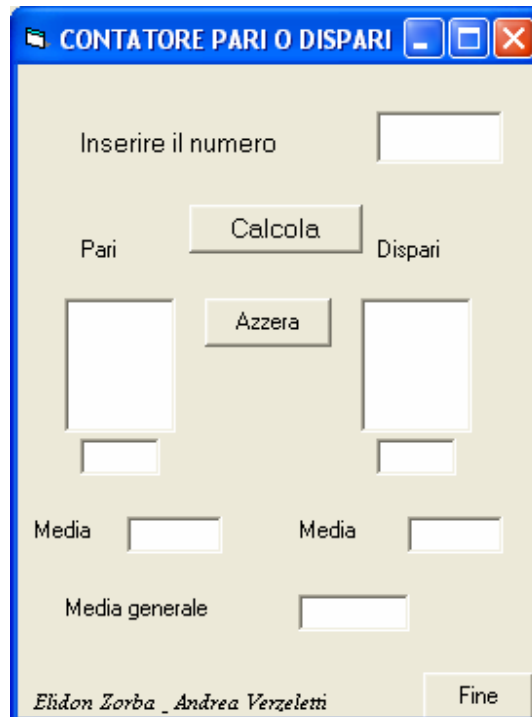 CONTATORE PARI O DISPARI
Inserire il numero
Calcola
Pari
Dispari
Azzera
Media
Media
Media generale
Fine
Elidon Zorba _ Andrea Verzeletti